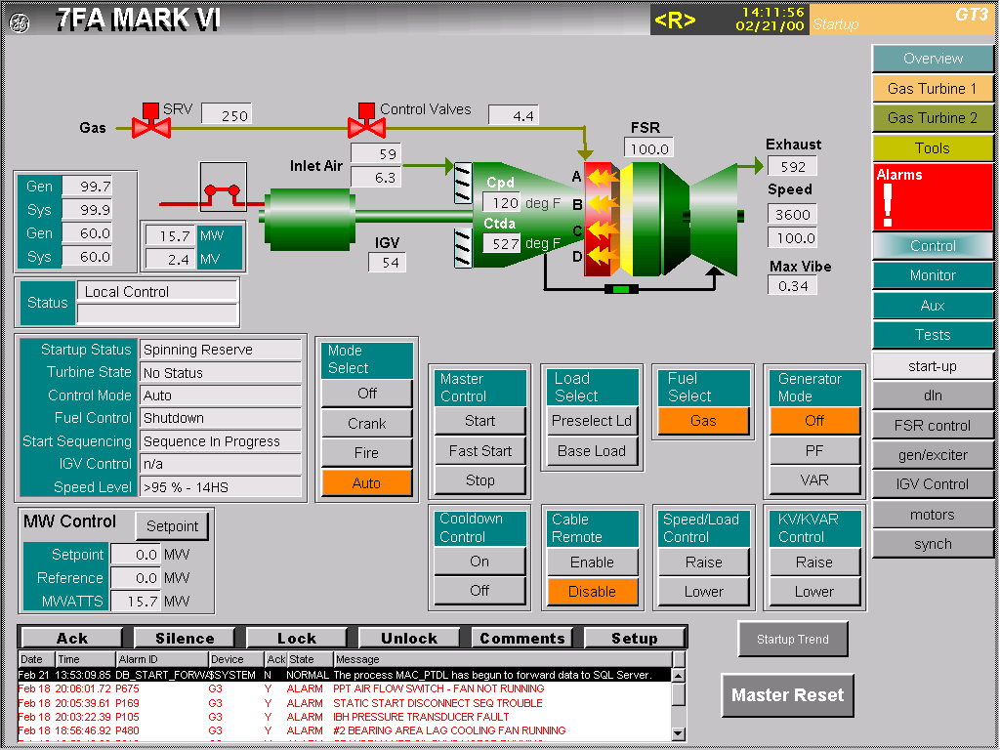 7FA MARK VI
<R>
14:11:56
02/21/00
Startup
GT3
Overview
Gas Turbine 1
Gas Turbine 2
Tools
Alarms
!
Control
Monitor
Aux
Tests
start-up
dln
FSR control
gen/exciter
IGV Control
motors
synch
Gas
SRV 250
Control Valves 4.4
Inlet Air
59
6.3
FSR
100.0
Exhaust
592
Speed
3600
100.0
Max Vibe
0.34
A
B
C
D
Cpd
120 deg F
Ctda
527 deg F
IGV
54
Gen 99.7
Sys 99.9
Gen 60.0
Sys 60.0
15.7 MW
2.4 MV
Status Local Control
Startup Status Spinning Reserve
Turbine State No Status
Control Mode Auto
Fuel Control Shutdown
Start Sequencing Sequence In Progress
IGV Control n/a
Speed Level >95 % - 14HS
Mode
Select
Off
Crank
Fire
Auto
Master
Control
Start
Fast Start
Stop
Load
Select
Preselect Ld
Base Load
Fuel
Select
Gas
Generator
Mode
Off
PF
VAR
MW Control Setpoint
Setpoint 0.0 MW
Reference 0.0 MW
MWATTS 15.7 MW
Cooldown
Control
On
Off
Cable
Remote
Enable
Disable
Speed/Load
Control
Raise
Lower
KV/KVAR
Control
Raise
Lower
Ack Silence Lock Unlock Comments Setup
Date Time Alarm ID Device Ack State Message
Feb 21 13:53:09.85 DB_START_FORWA$SYSTEM N NORMAL The process MAC_PTDL has begun to forward data to SQL Server.
Feb 18 20:06:01.72 P675 G3 Y ALARM PPT AIR FLOW SWITCH - FAN NOT RUNNING
Feb 18 20:05:39.61 P169 G3 Y ALARM STATIC START DISCONNECT SEQ TROUBLE
Feb 18 20:03:22.39 P105 G3 Y ALARM IBH PRESSURE TRANSDUCER FAULT
Feb 18 18:56:46.92 P480 G3 Y ALARM #2 BEARING AREA LAG COOLING FAN RUNNING
Startup Trend
Master Reset